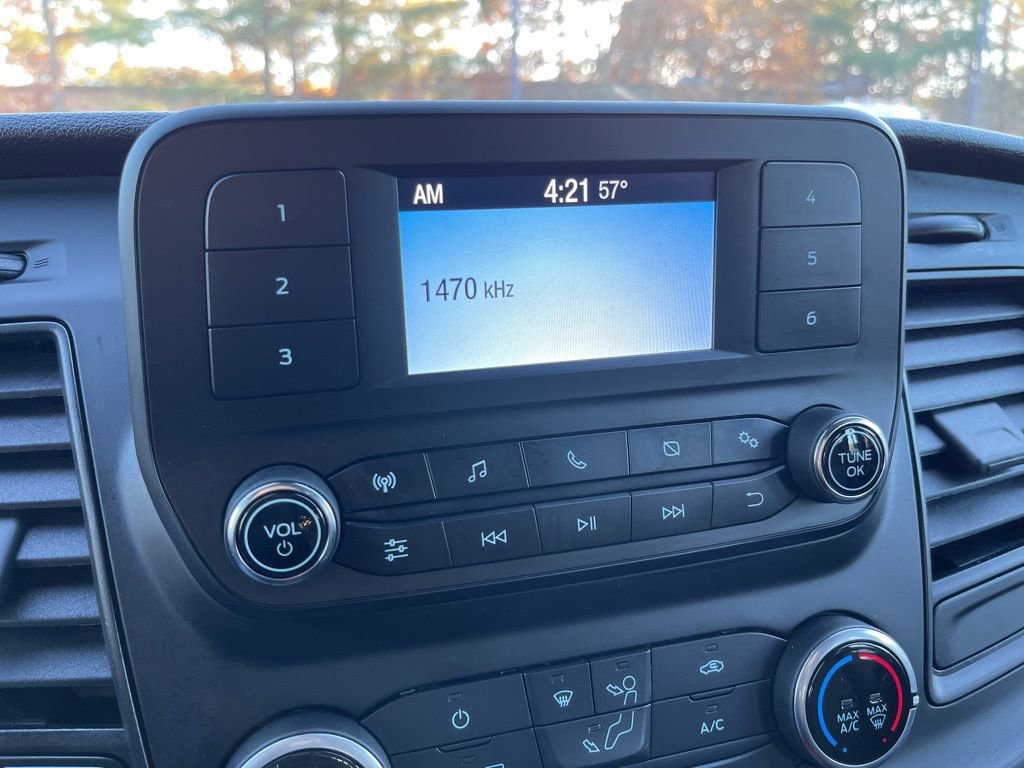 AM 4:21 57°
1470 kHz
1
2
3
4
5
6
VOL
TUNE
OK
A/C
MAX
A/C
MAX